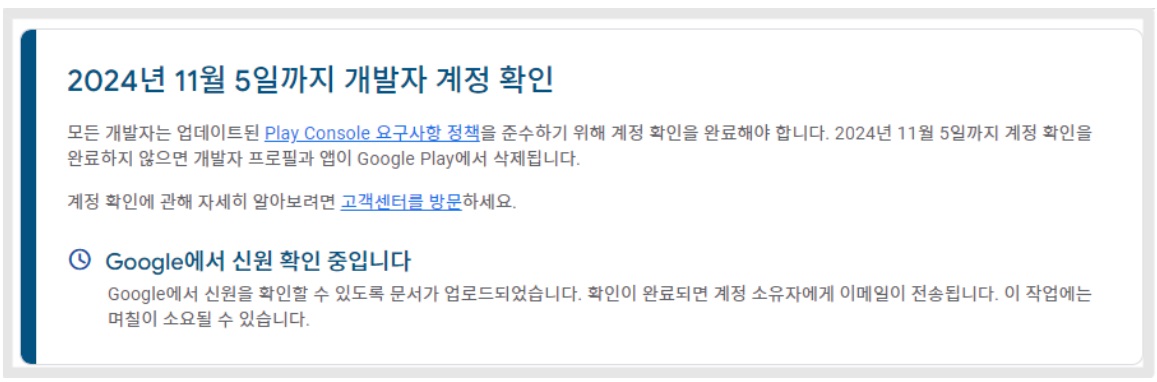 2024년 11월 5일까지 개발자 계정 확인
모든 개발자는 업데이트된 Play Console 요구사항 정책을 준수하기 위해 계정 확인을 완료해야 합니다. 2024년 11월 5일까지 계정 확인을
완료하지 않으면 개발자 프로필과 앱이 Google Play에서 삭제됩니다.
계정 확인에 관해 자세히 알아보려면 고객센터를 방문하세요.
Google에서 신원 확인 중입니다
Google에서 신원을 확인할 수 있도록 문서가 업로드되었습니다. 확인이 완료되면 계정 소유자에게 이메일이 전송됩니다. 이 작업에는
며칠이 소요될 수 있습니다.